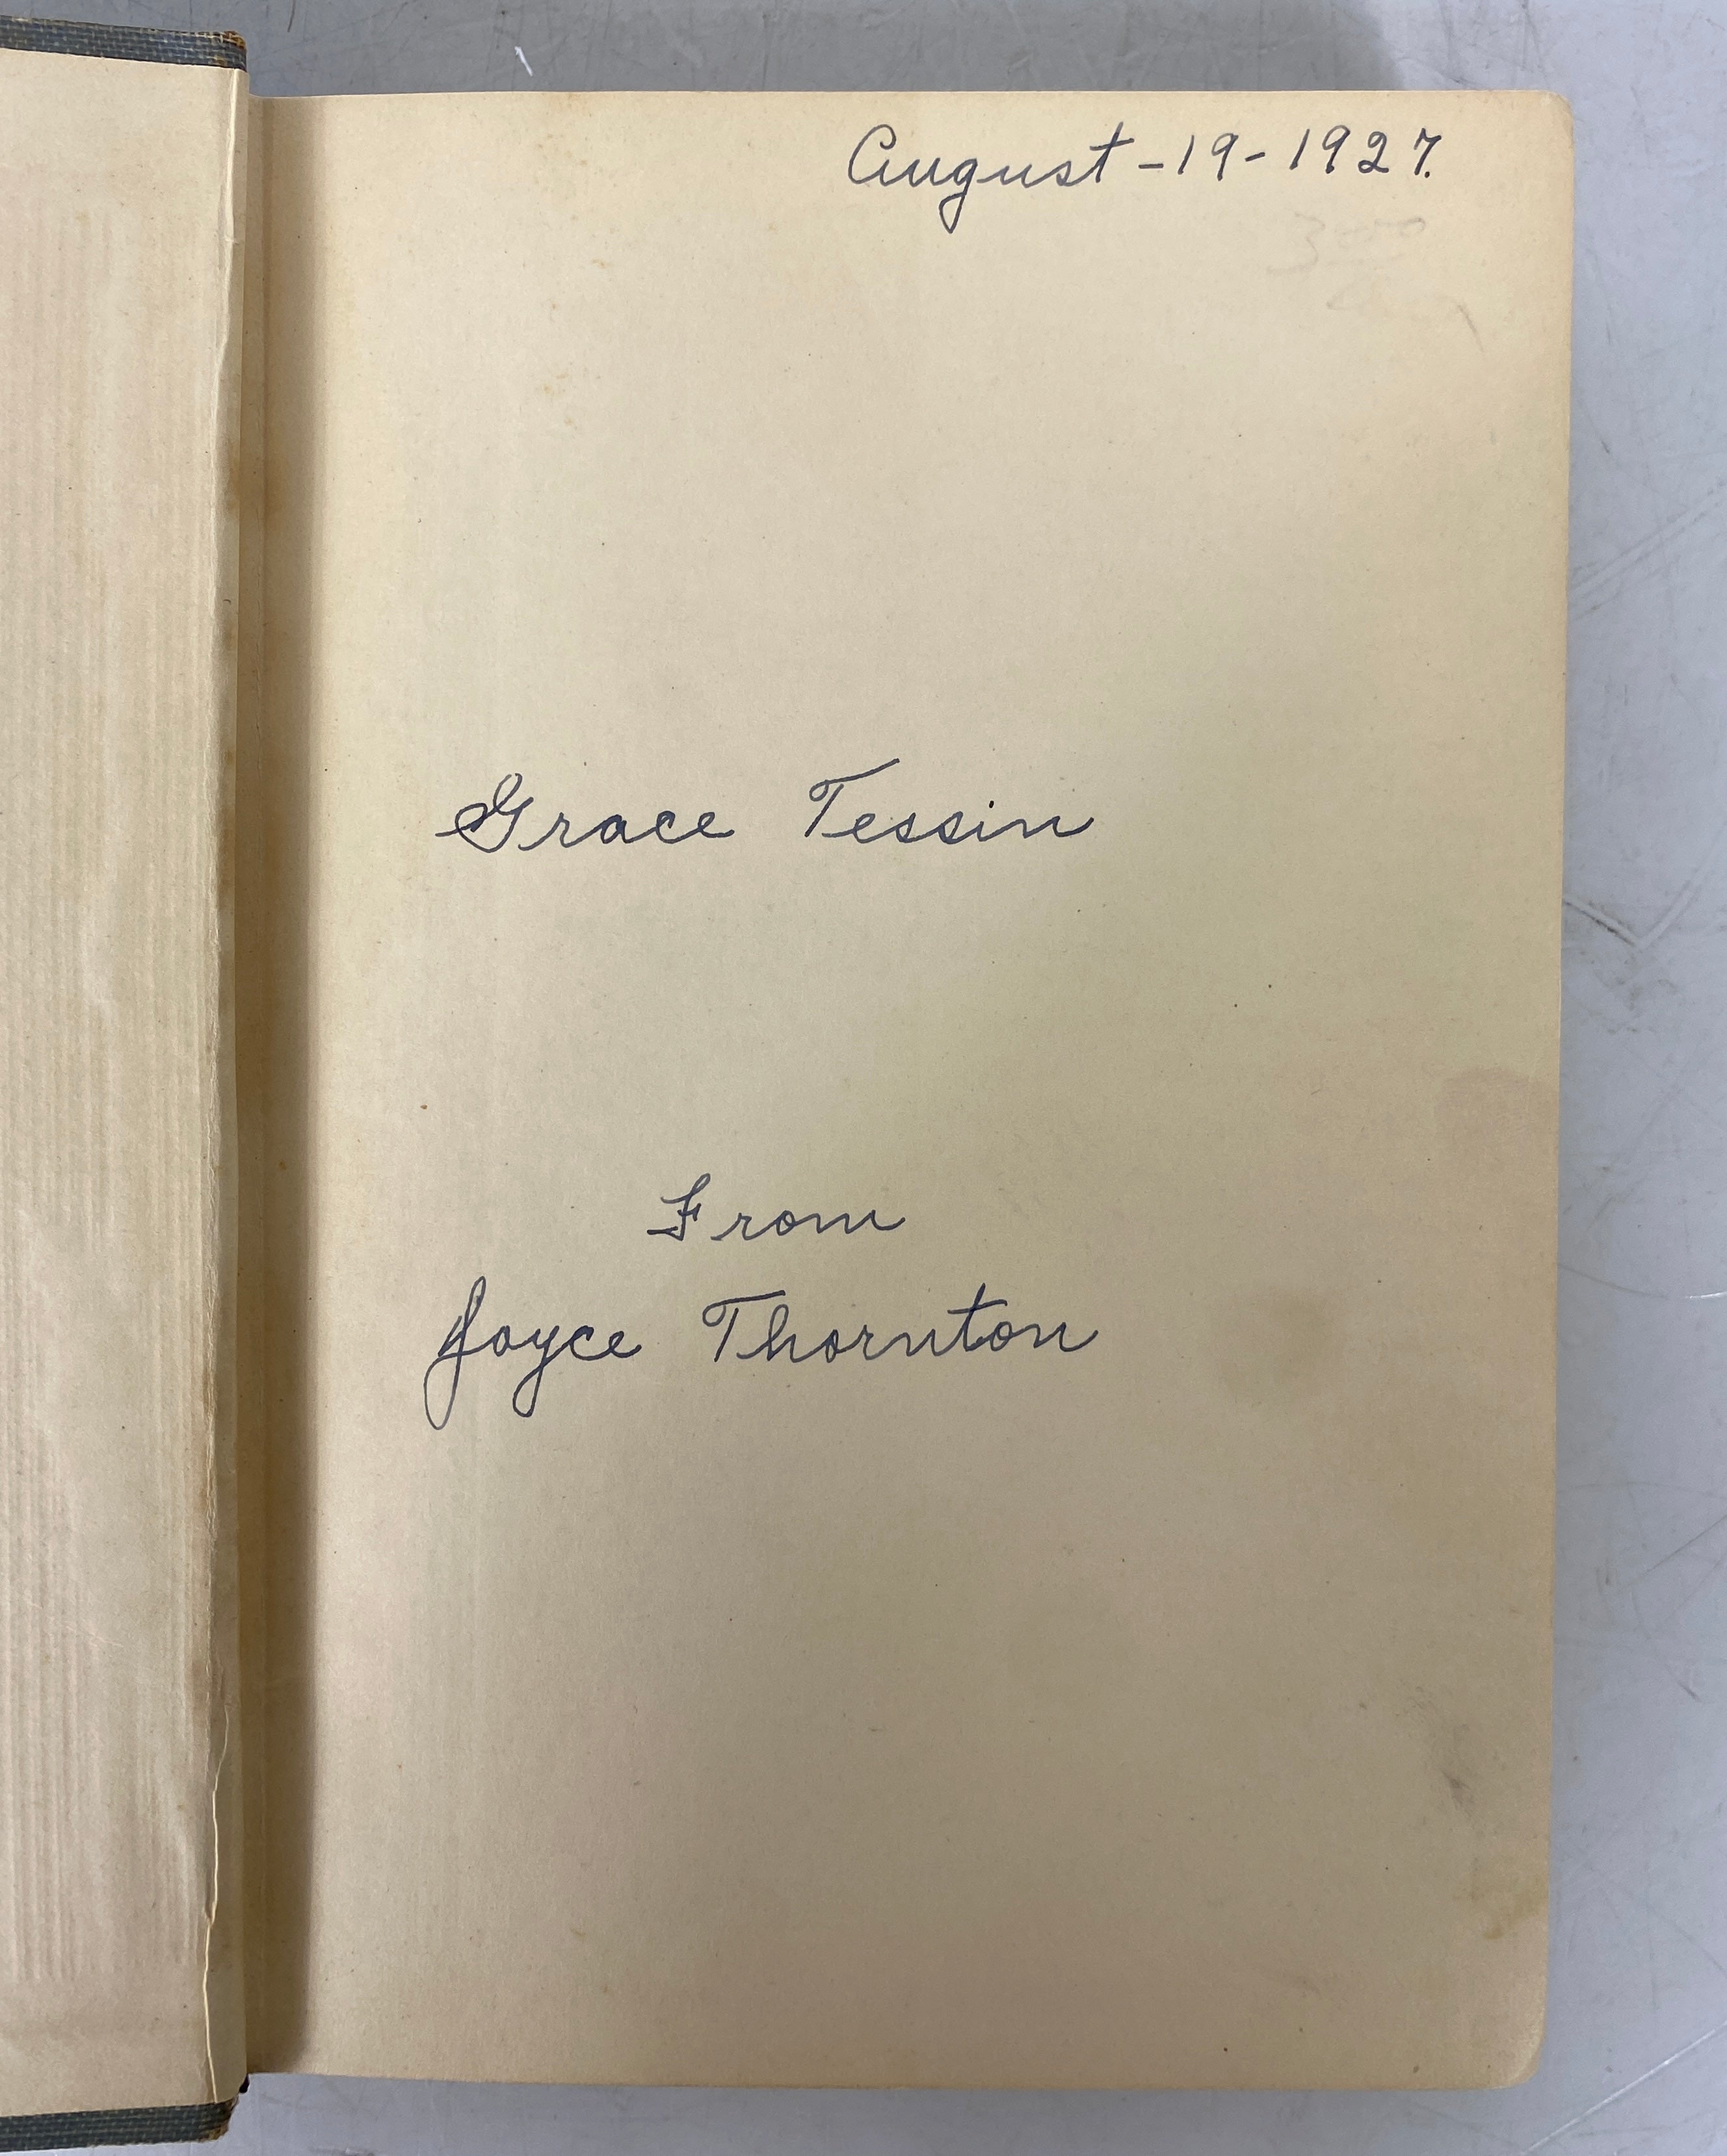 August-19-1927.
Grace Tessin
From
Joyce Thornton